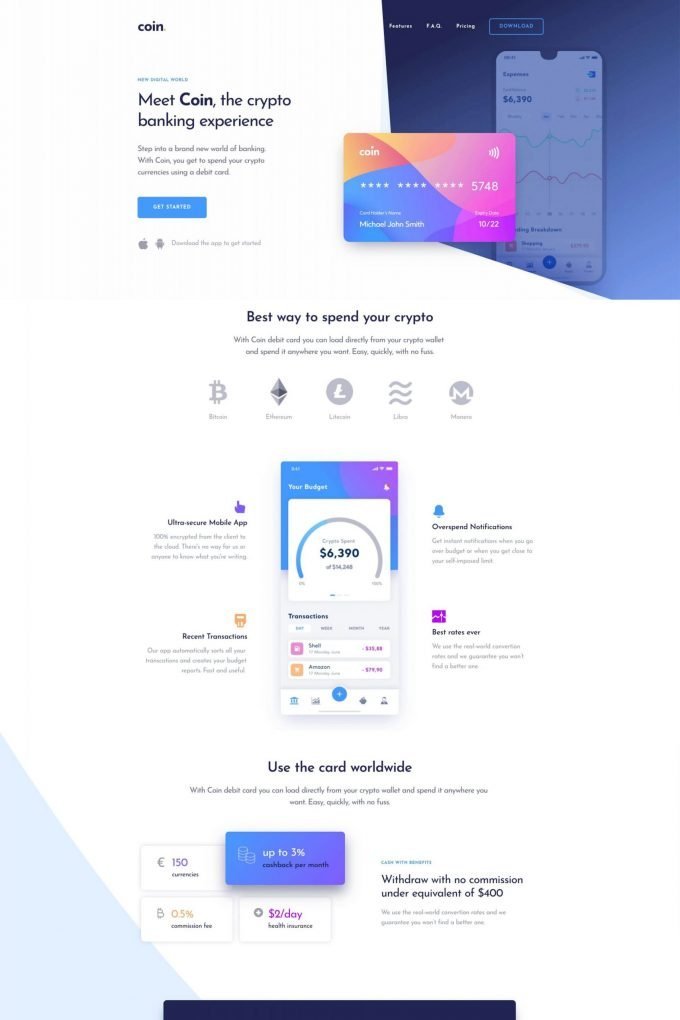 coin.
Features F.A.Q. Pricing DOWNLOAD
NEW DIGITAL WORLD
Meet Coin, the crypto
banking experience
Step into a brand new world of banking.
With Coin, you get to spend your crypto
currencies using a debit card.
GET STARTED
Download the app to get started
Expenses
$6,390
coin
**** **** **** 5748
Card Holder's Name Expiry Date
Michael John Smith 10/22
Breakdown
Shopping
Best way to spend your crypto
With Coin debit card you can load directly from your crypto wallet
and spend it anywhere you want. Easy, quickly, with no fuss.
Bitcoin Ethereum Litecoin Libra Monero
Ultra-secure Mobile App
100% encrypted from the client to
the cloud. There's no way for us or
anyone to know what you're writing.
Recent Transactions
Our app automatically sorts all your
transcations and creates your budget
reports. Fast and useful.
9:41
Your Budget
Crypto Spent
$6,390
of $14,248
0% 100%
Transactions
DAY WEEK MONTH YEAR
Shell
17 Monday June
- $35,88
Amazon
17 Monday June
- $79,90
Overspend Notifications
Get instant notifications when you go
over budget or when you get close to
your self-imposed limit.
Best rates ever
We use the real-world convertion
rates and we guarantee you won't
find a better one.
Use the card worldwide
With Coin debit card you can load directly from your crypto wallet and spend it anywhere you
want. Easy, quickly, with no fuss.
€ 150
currencies
up to 3%
cashback per month
0.5%
commission fee
$2/day
health insurance
CASH WITH BENEFITS
Withdraw with no commission
under equivalent of $400
We use the real-world convertion rates and we
guarantee you won't find a better one.